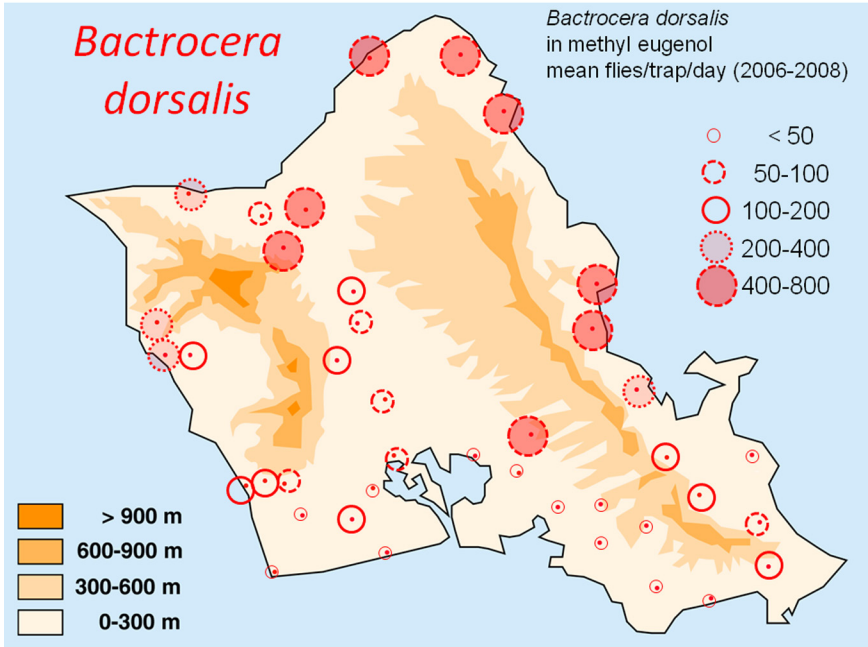 Bactrocera
dorsalis
Bactrocera dorsalis
in methyl eugenol
mean flies/trap/day (2006-2008)
< 50
50-100
100-200
200-400
400-800
> 900 m
600-900 m
300-600 m
0-300 m